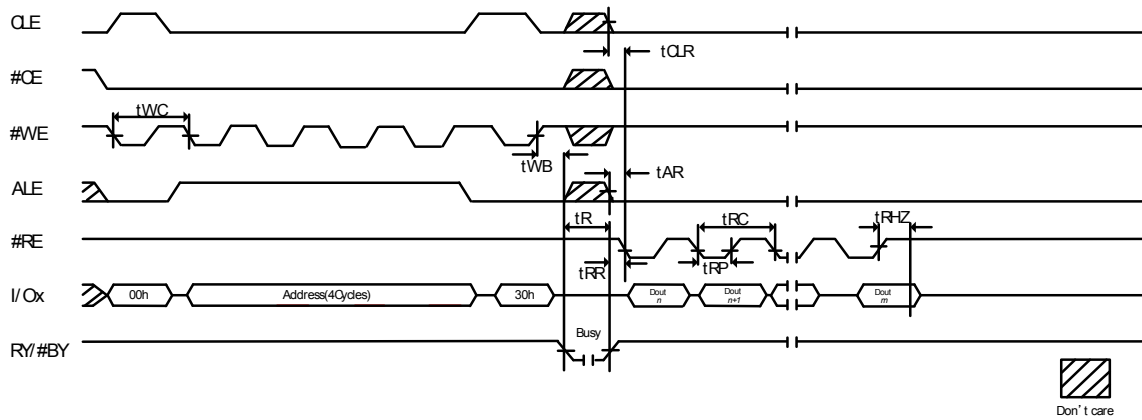 CLE
tCLR
#CE
tWC
#WE
tWB
ALE
tAR
tR
tRC
tRHZ
#RE
tRR
tRP
I/Ox
00h
Address(4Cycles)
30h
Dout
n
Dout
n+1
Dout
m
Busy
RY/#BY
Don't care